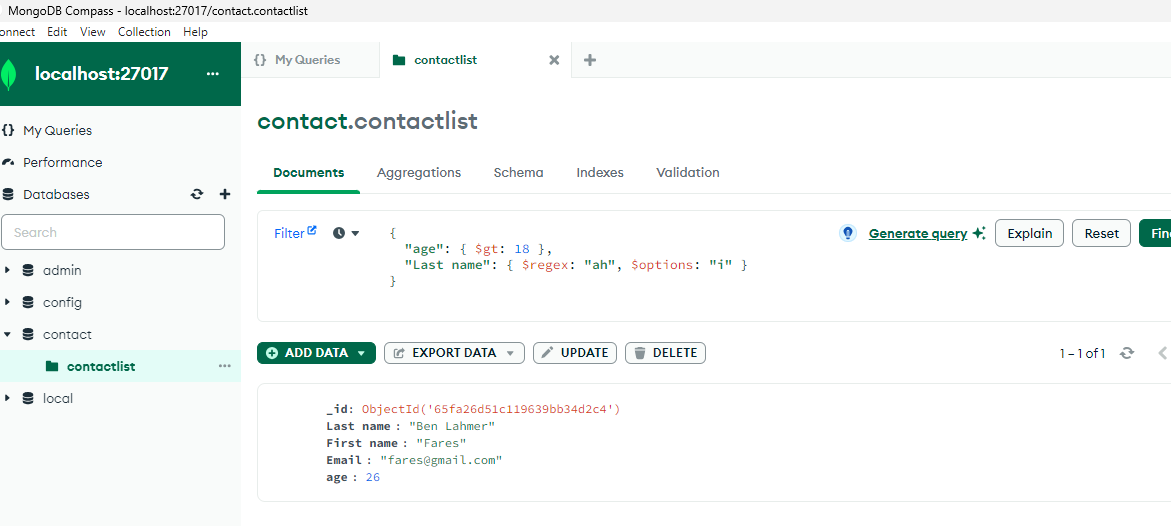 MongoDB Compass - localhost:27017/contact.contactlist
onnect Edit View Collection Help
localhost:27017 ...
{} My Queries
Performance
Databases
Search
admin
config
contact
contactlist ...
local
{} My Queries
contactlist
contact.contactlist
Documents Aggregations Schema Indexes Validation
Filter
{
"age": { $gt: 18 },
"Last name": { $regex: "ah", $options: "i" }
}
Generate query Explain Reset Fin
ADD DATA EXPORT DATA UPDATE DELETE
1 – 1 of 1
_id: ObjectId('65fa26d51c119639bb34d2c4')
Last name : "Ben Lahmer"
First name : "Fares"
Email : "fares@gmail.com"
age : 26